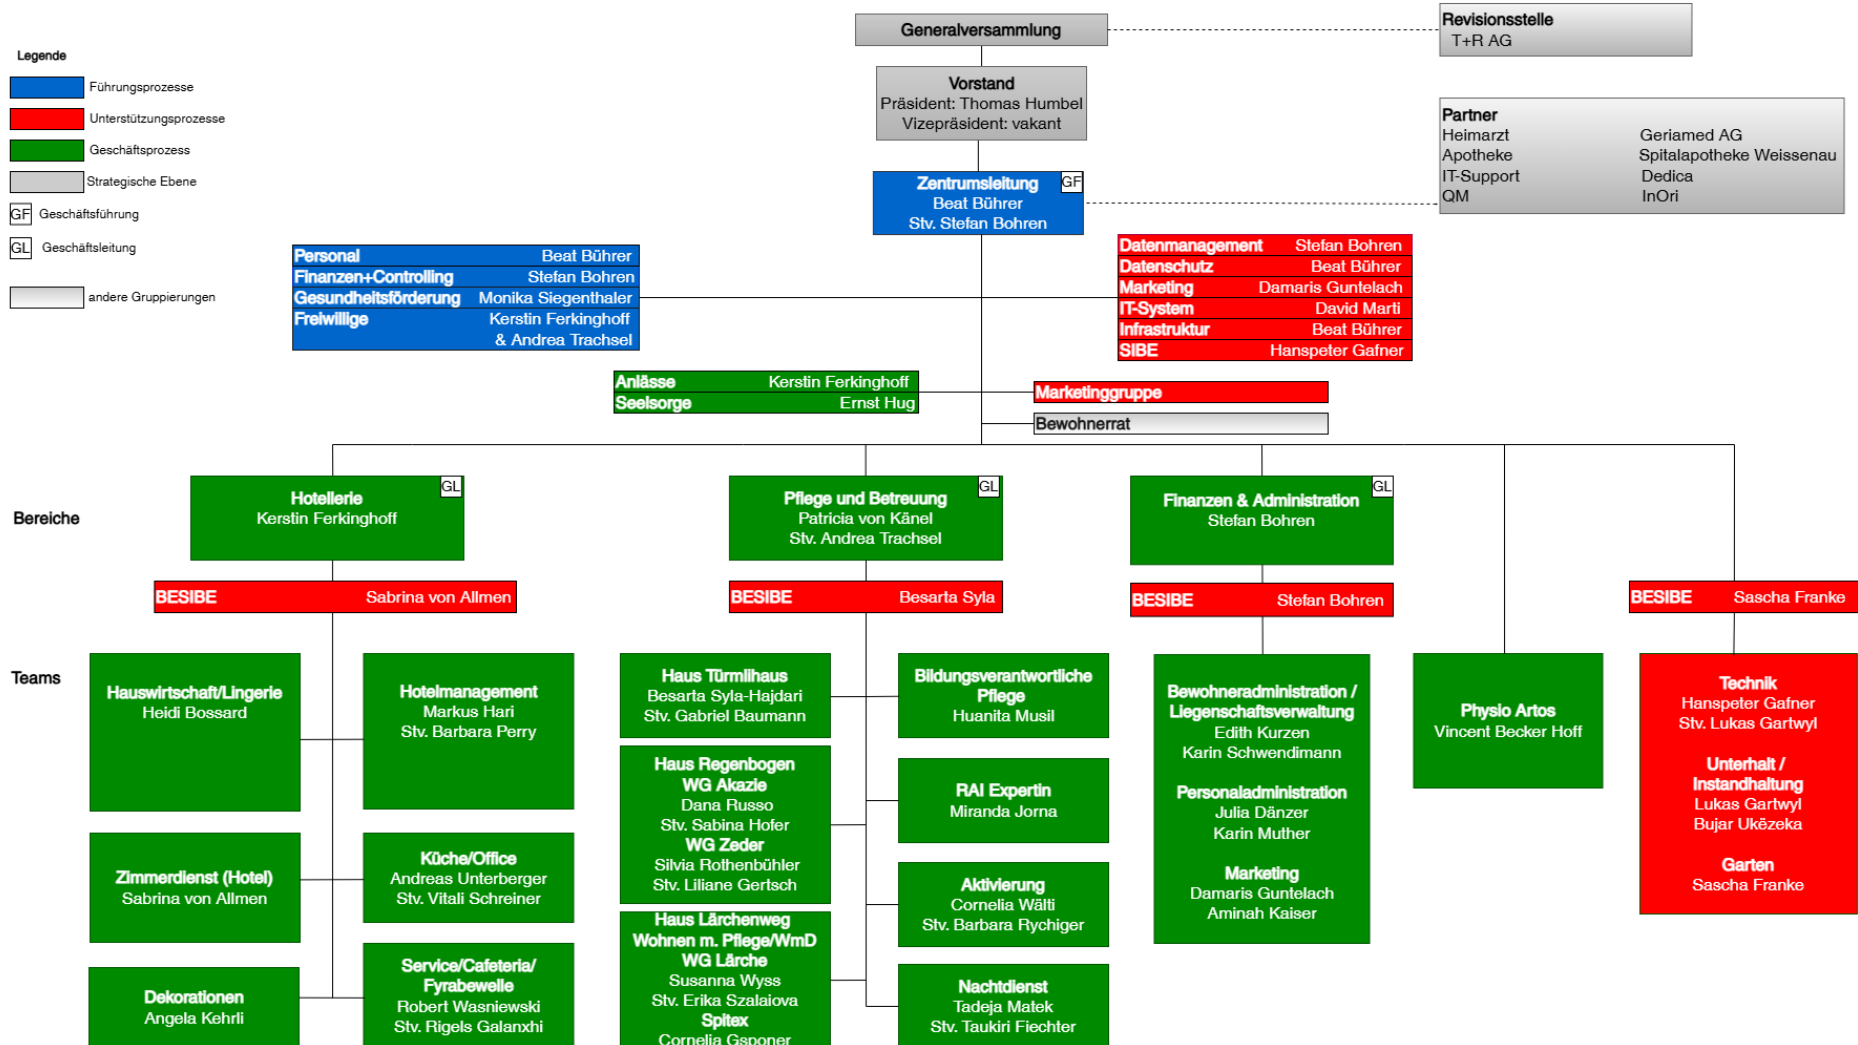 Generalversammlung
Revisionsstelle
T+R AG
Legende
Führungsprozesse
Unterstützungsprozesse
Geschäftsprozess
Strategische Ebene
GF Geschäftsführung
GL Geschäftsleitung
andere Gruppierungen
Vorstand
Präsident: Thomas Humbel
Vizepräsident: vakant
Partner
Heimarzt Geriamed AG
Apotheke Spitalapotheke Weissenau
IT-Support Dedica
QM InOri
Zentrumsleitung GF
Beat Bührer
Stv. Stefan Bohren
Personal Beat Bührer
Finanzen+Controlling Stefan Bohren
Gesundheitsförderung Monika Siegenthaler
Freiwillige Kerstin Ferkinghoff
& Andrea Trachsel
Datenmanagement Stefan Bohren
Datenschutz Beat Bührer
Marketing Damaris Guntelach
IT-System David Marti
Infrastruktur Beat Bührer
SIBE Hanspeter Gafner
Anlässe Kerstin Ferkinghoff
Seelsorge Ernst Hug
Marketinggruppe
Bewohnerrat
Bereiche
Hotellerie GL
Kerstin Ferkinghoff
Pflege und Betreuung GL
Patricia von Känel
Stv. Andrea Trachsel
Finanzen & Administration GL
Stefan Bohren
BESIBE Sabrina von Allmen
BESIBE Besarta Syla
BESIBE Stefan Bohren
BESIBE Sascha Franke
Teams
Hauswirtschaft/Lingerie
Heidi Bossard
Hotelmanagement
Markus Hari
Stv. Barbara Perry
Zimmerdienst (Hotel)
Sabrina von Allmen
Küche/Office
Andreas Unterberger
Stv. Vitali Schreiner
Dekorationen
Angela Kehrli
Service/Cafeteria/
Fyrabewelle
Robert Wasniewski
Stv. Rigels Galanxhi
Haus Türmlihaus
Besarta Syla-Hajdari
Stv. Gabriel Baumann
Bildungsverantwortliche
Pflege
Huanita Musil
Haus Regenbogen
WG Akazie
Dana Russo
Stv. Sabina Hofer
WG Zeder
Silvia Rothenbühler
Stv. Liliane Gertsch
RAI Expertin
Miranda Jorna
Aktivierung
Cornelia Wälti
Stv. Barbara Rychiger
Haus Lärchenweg
Wohnen m. Pflege/WmD
WG Lärche
Susanna Wyss
Stv. Erika Szalaiova
Spitex
Cornelia Gsponer
Nachtdienst
Tadeja Matek
Stv. Taukiri Fiechter
Bewohneradministration /
Liegenschaftsverwaltung
Edith Kurzen
Karin Schwendimann
Personaladministration
Julia Dänzer
Karin Muther
Marketing
Damaris Guntelach
Aminah Kaiser
Physio Artos
Vincent Becker Hoff
Technik
Hanspeter Gafner
Stv. Lukas Gartwyl
Unterhalt /
Instandhaltung
Lukas Gartwyl
Bujar Ukëzeka
Garten
Sascha Franke